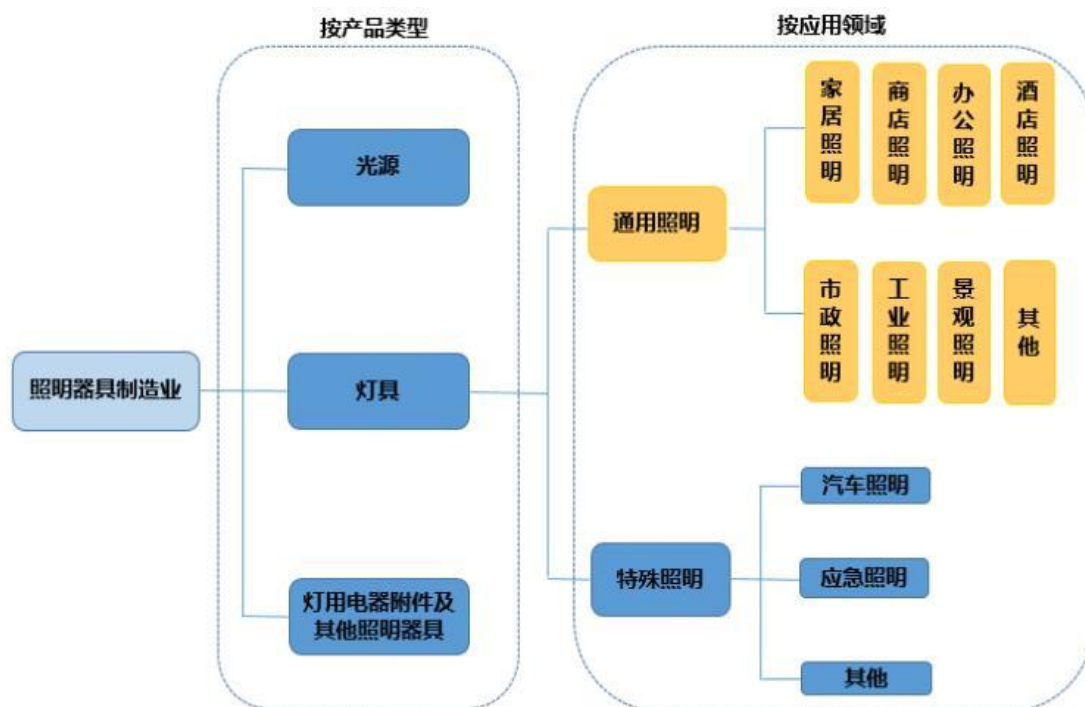 按产品类型
按应用领域
照明器具制造业
光源
灯具
灯用电器附件及
其他照明器具
通用照明
家居照明
商店照明
办公照明
酒店照明
市政照明
工业照明
景观照明
其他
特殊照明
汽车照明
应急照明
其他